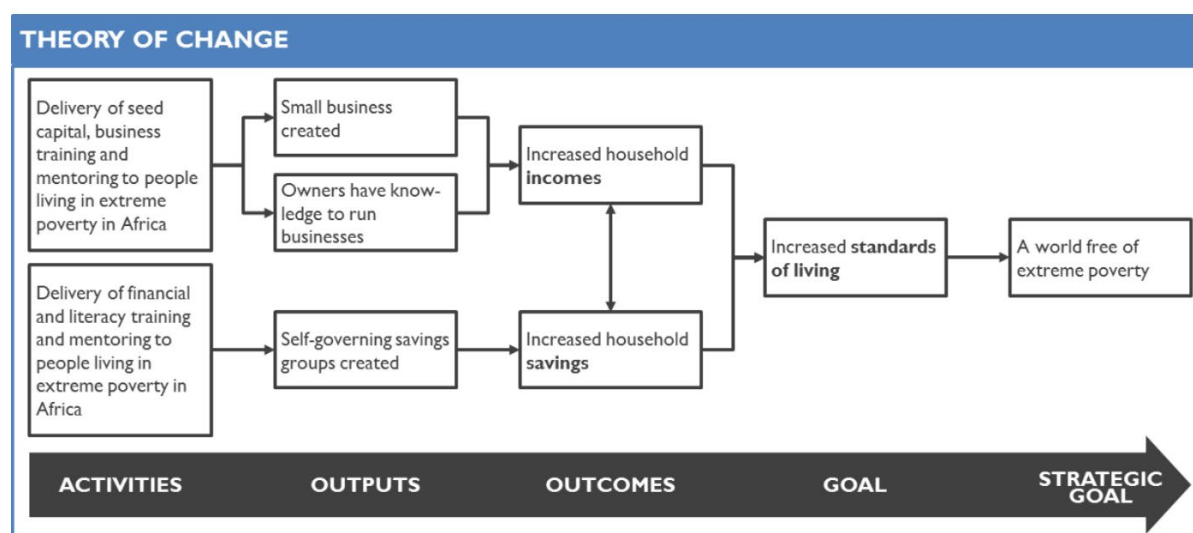 THEORY OF CHANGE
Delivery of seed
capital, business
training and
mentoring to people
living in extreme
poverty in Africa
Delivery of financial
and literacy training
and mentoring to
people living in
extreme poverty in
Africa
Small business
created
Owners have know-
ledge to run
businesses
Self-governing savings
groups created
Increased household
incomes
Increased household
savings
Increased standards
of living
A world free of
extreme poverty
ACTIVITIES
OUTPUTS
OUTCOMES
GOAL
STRATEGIC
GOAL